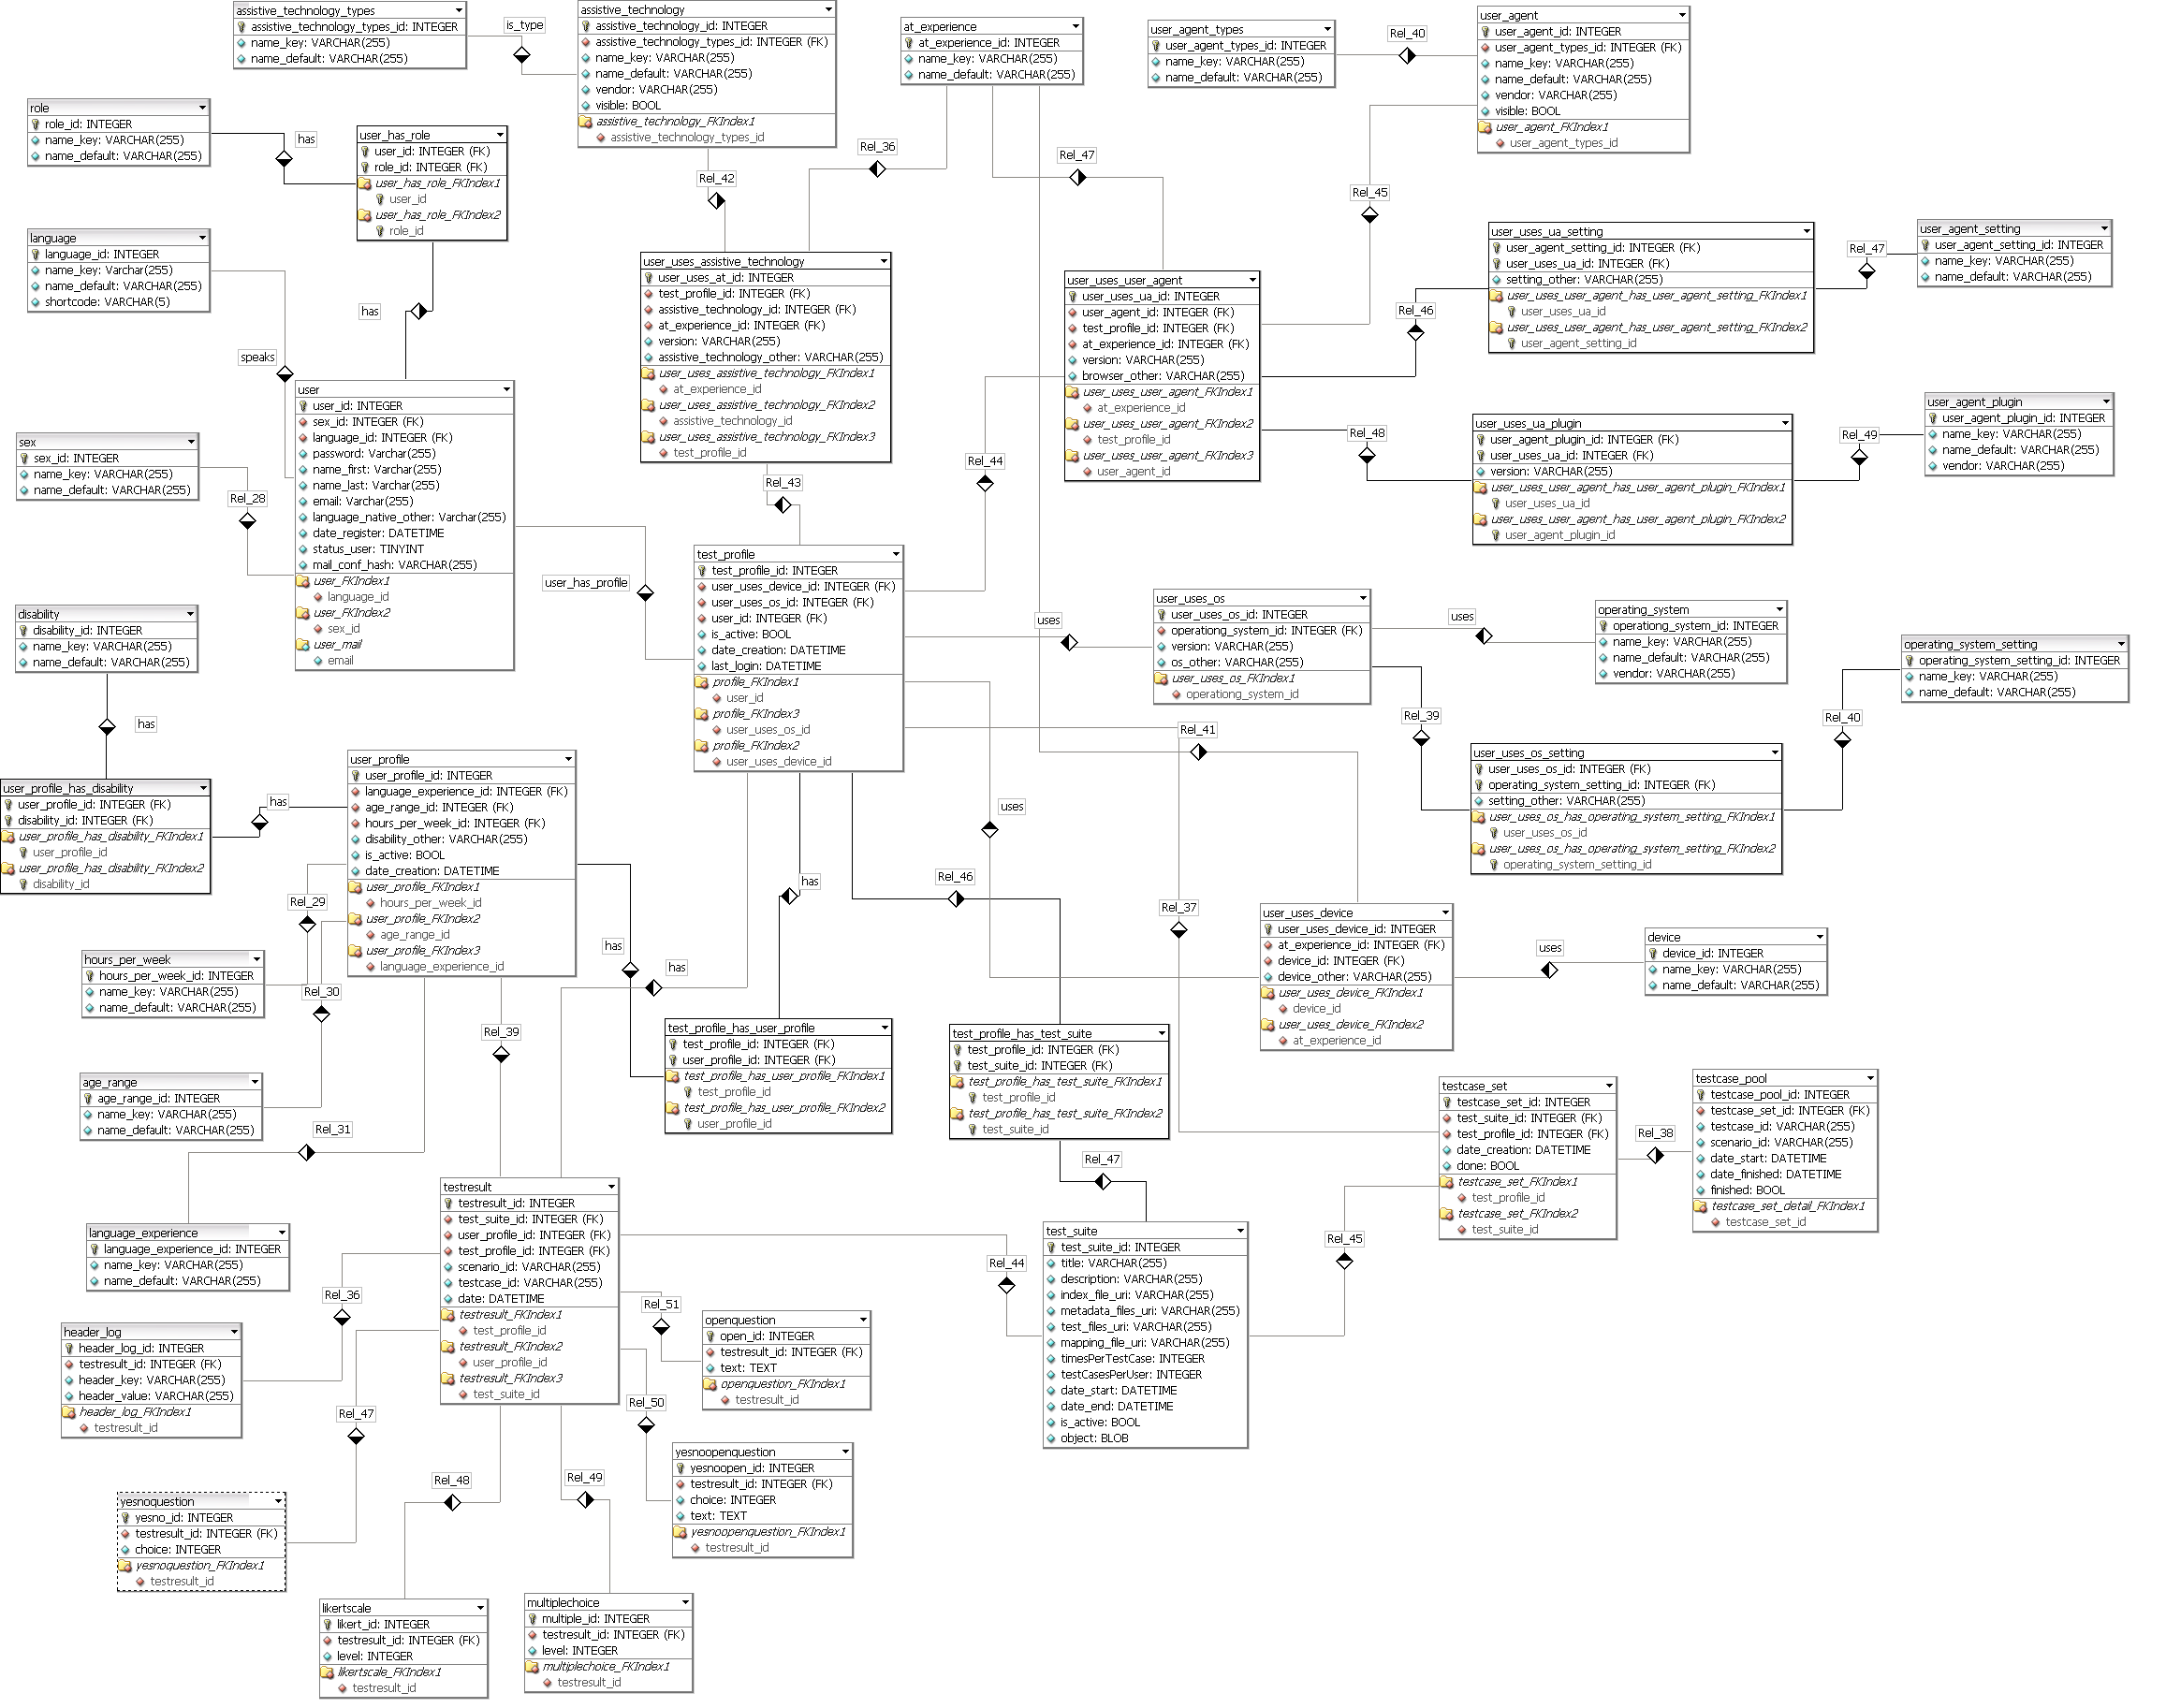 assistive_technology_types
assistive_technology_types_id: INTEGER
name_key: VARCHAR(255)
name_default: VARCHAR(255)
is_type
assistive_technology
assistive_technology_id: INTEGER
assistive_technology_types_id: INTEGER (FK)
name_key: VARCHAR(255)
name_default: VARCHAR(255)
vendor: VARCHAR(255)
visible: BOOL
assistive_technology_FKIndex1
assistive_technology_types_id
at_experience
at_experience_id: INTEGER
name_key: VARCHAR(255)
name_default: VARCHAR(255)
user_agent_types
user_agent_types_id: INTEGER
name_key: VARCHAR(255)
name_default: VARCHAR(255)
Rel_40
user_agent
user_agent_id: INTEGER
user_agent_types_id: INTEGER (FK)
name_key: VARCHAR(255)
name_default: VARCHAR(255)
vendor: VARCHAR(255)
visible: BOOL
user_agent_FKIndex1
user_agent_types_id
role
role_id: INTEGER
name_key: VARCHAR(255)
name_default: VARCHAR(255)
has
user_has_role
user_id: INTEGER (FK)
role_id: INTEGER (FK)
user_has_role_FKIndex1
user_id
user_has_role_FKIndex2
role_id
Rel_42
Rel_36
Rel_47
Rel_45
language
language_id: INTEGER
name_key: Varchar(255)
name_default: VARCHAR(255)
shortcode: VARCHAR(5)
has
speaks
user_uses_assistive_technology
user_uses_at_id: INTEGER
test_profile_id: INTEGER (FK)
assistive_technology_id: INTEGER (FK)
at_experience_id: INTEGER (FK)
version: VARCHAR(255)
assistive_technology_other: VARCHAR(255)
user_uses_assistive_technology_FKIndex1
at_experience_id
user_uses_assistive_technology_FKIndex2
assistive_technology_id
user_uses_assistive_technology_FKIndex3
test_profile_id
user_uses_user_agent
user_uses_ua_id: INTEGER
user_agent_id: INTEGER (FK)
test_profile_id: INTEGER (FK)
at_experience_id: INTEGER (FK)
version: VARCHAR(255)
browser_other: VARCHAR(255)
user_uses_user_agent_FKIndex1
at_experience_id
user_uses_user_agent_FKIndex2
test_profile_id
user_uses_user_agent_FKIndex3
user_agent_id
user_uses_ua_setting
user_agent_setting_id: INTEGER (FK)
user_uses_ua_id: INTEGER (FK)
setting_other: VARCHAR(255)
user_uses_user_agent_has_user_agent_setting_FKIndex1
user_uses_ua_id
user_uses_user_agent_has_user_agent_setting_FKIndex2
user_agent_setting_id
Rel_47
user_agent_setting
user_agent_setting_id: INTEGER
name_key: VARCHAR(255)
name_default: VARCHAR(255)
Rel_46
user
user_id: INTEGER
sex_id: INTEGER (FK)
language_id: INTEGER (FK)
password: Varchar(255)
name_first: Varchar(255)
name_last: Varchar(255)
email: Varchar(255)
language_native_other: Varchar(255)
date_register: DATETIME
status_user: TINYINT
mail_conf_hash: VARCHAR(255)
user_FKIndex1
language_id
user_FKIndex2
sex_id
user_mail
email
sex
sex_id: INTEGER
name_key: VARCHAR(255)
name_default: VARCHAR(255)
Rel_28
Rel_43
Rel_44
Rel_48
user_uses_ua_plugin
user_agent_plugin_id: INTEGER (FK)
user_uses_ua_id: INTEGER (FK)
version: VARCHAR(255)
user_uses_user_agent_has_user_agent_plugin_FKIndex1
user_uses_ua_id
user_uses_user_agent_has_user_agent_plugin_FKIndex2
user_agent_plugin_id
Rel_49
user_agent_plugin
user_agent_plugin_id: INTEGER
name_key: VARCHAR(255)
name_default: VARCHAR(255)
vendor: VARCHAR(255)
user_has_profile
test_profile
test_profile_id: INTEGER
user_uses_device_id: INTEGER (FK)
user_uses_os_id: INTEGER (FK)
user_id: INTEGER (FK)
is_active: BOOL
date_creation: DATETIME
last_login: DATETIME
profile_FKIndex1
user_id
profile_FKIndex3
user_uses_os_id
profile_FKIndex2
user_uses_device_id
disability
disability_id: INTEGER
name_key: VARCHAR(255)
name_default: VARCHAR(255)
has
uses
user_uses_os
user_uses_os_id: INTEGER
operationg_system_id: INTEGER (FK)
version: VARCHAR(255)
os_other: VARCHAR(255)
user_uses_os_FKIndex1
operationg_system_id
uses
operating_system
operationg_system_id: INTEGER
name_key: VARCHAR(255)
name_default: VARCHAR(255)
vendor: VARCHAR(255)
operating_system_setting
operating_system_setting_id: INTEGER
name_key: VARCHAR(255)
name_default: VARCHAR(255)
Rel_39
Rel_40
Rel_41
user_uses_os_setting
user_uses_os_id: INTEGER (FK)
operating_system_setting_id: INTEGER (FK)
setting_other: VARCHAR(255)
user_uses_os_has_operating_system_setting_FKIndex1
user_uses_os_id
user_uses_os_has_operating_system_setting_FKIndex2
operating_system_setting_id
user_profile_has_disability
user_profile_id: INTEGER (FK)
disability_id: INTEGER (FK)
user_profile_has_disability_FKIndex1
user_profile_id
user_profile_has_disability_FKIndex2
disability_id
has
user_profile
user_profile_id: INTEGER
language_experience_id: INTEGER (FK)
age_range_id: INTEGER (FK)
hours_per_week_id: INTEGER (FK)
disability_other: VARCHAR(255)
is_active: BOOL
date_creation: DATETIME
user_profile_FKIndex1
hours_per_week_id
user_profile_FKIndex2
age_range_id
user_profile_FKIndex3
language_experience_id
uses
has
Rel_46
Rel_37
Rel_29
has
has
user_uses_device
user_uses_device_id: INTEGER
at_experience_id: INTEGER (FK)
device_id: INTEGER (FK)
device_other: VARCHAR(255)
user_uses_device_FKIndex1
device_id
user_uses_device_FKIndex2
at_experience_id
uses
device
device_id: INTEGER
name_key: VARCHAR(255)
name_default: VARCHAR(255)
hours_per_week
hours_per_week_id: INTEGER
name_key: VARCHAR(255)
name_default: VARCHAR(255)
Rel_30
Rel_39
test_profile_has_user_profile
test_profile_id: INTEGER (FK)
user_profile_id: INTEGER (FK)
test_profile_has_user_profile_FKIndex1
test_profile_id
test_profile_has_user_profile_FKIndex2
user_profile_id
test_profile_has_test_suite
test_profile_id: INTEGER (FK)
test_suite_id: INTEGER (FK)
test_profile_has_test_suite_FKIndex1
test_profile_id
test_profile_has_test_suite_FKIndex2
test_suite_id
age_range
age_range_id: INTEGER
name_key: VARCHAR(255)
name_default: VARCHAR(255)
Rel_31
testcase_set
testcase_set_id: INTEGER
test_suite_id: INTEGER (FK)
test_profile_id: INTEGER (FK)
date_creation: DATETIME
done: BOOL
testcase_set_FKIndex1
test_profile_id
testcase_set_FKIndex2
test_suite_id
Rel_38
testcase_pool
testcase_pool_id: INTEGER
testcase_set_id: INTEGER (FK)
testcase_id: VARCHAR(255)
scenario_id: VARCHAR(255)
date_start: DATETIME
date_finished: DATETIME
finished: BOOL
testcase_set_detail_FKIndex1
testcase_set_id
Rel_47
language_experience
language_experience_id: INTEGER
name_key: VARCHAR(255)
name_default: VARCHAR(255)
testresult
testresult_id: INTEGER
test_suite_id: INTEGER (FK)
user_profile_id: INTEGER (FK)
test_profile_id: INTEGER (FK)
scenario_id: VARCHAR(255)
testcase_id: VARCHAR(255)
date: DATETIME
testresult_FKIndex1
test_profile_id
testresult_FKIndex2
user_profile_id
testresult_FKIndex3
test_suite_id
Rel_44
test_suite
test_suite_id: INTEGER
title: VARCHAR(255)
description: VARCHAR(255)
index_file_uri: VARCHAR(255)
metadata_files_uri: VARCHAR(255)
test_files_uri: VARCHAR(255)
mapping_file_uri: VARCHAR(255)
timesPerTestCase: INTEGER
testCasesPerUser: INTEGER
date_start: DATETIME
date_end: DATETIME
is_active: BOOL
object: BLOB
Rel_45
Rel_36
Rel_51
header_log
header_log_id: INTEGER
testresult_id: INTEGER (FK)
header_key: VARCHAR(255)
header_value: VARCHAR(255)
header_log_FKIndex1
testresult_id
openquestion
open_id: INTEGER
testresult_id: INTEGER (FK)
text: TEXT
openquestion_FKIndex1
testresult_id
Rel_47
Rel_50
yesnoopenquestion
yesnoopen_id: INTEGER
testresult_id: INTEGER (FK)
choice: INTEGER
text: TEXT
yesnoopenquestion_FKIndex1
testresult_id
Rel_48
Rel_49
yesnoquestion
yesno_id: INTEGER
testresult_id: INTEGER (FK)
choice: INTEGER
yesnoquestion_FKIndex1
testresult_id
likertscale
likert_id: INTEGER
testresult_id: INTEGER (FK)
level: INTEGER
likertscale_FKIndex1
testresult_id
multiplechoice
multiple_id: INTEGER
testresult_id: INTEGER (FK)
level: INTEGER
multiplechoice_FKIndex1
testresult_id